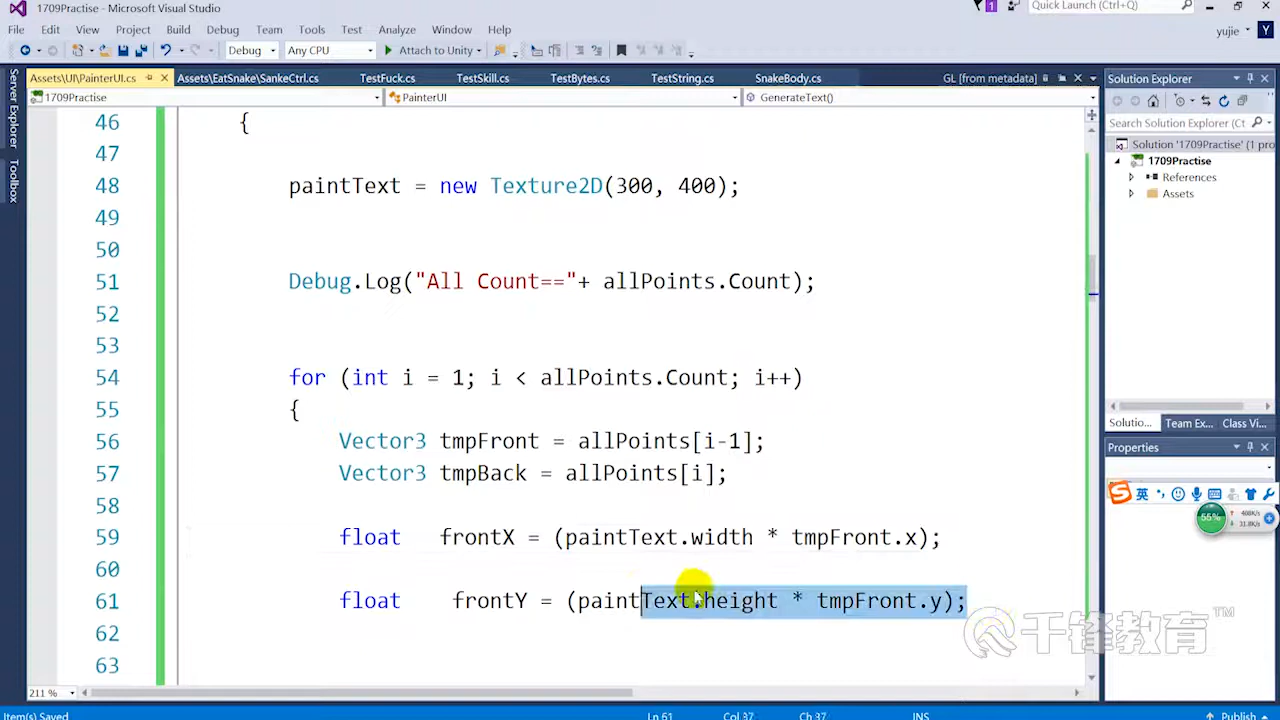 1709Practise - Microsoft Visual Studio
1
Quick Launch (Ctrl+Q)
File Edit View Project Build Debug Team Tools Test Analyze Window Help
yujie
Y
Debug
Any CPU
Attach to Unity
Server Explorer
Toolbox
Assets\UI\PainterUI.cs
Assets\EatSnake\SankeCtrl.cs
TestFuck.cs
TestSkill.cs
TestBytes.cs
TestString.cs
SnakeBody.cs
GL [from metadata]
1709Practise
PainterUI
GenerateText()
46 {
47
48 paintText = new Texture2D(300, 400);
49
50
51 Debug.Log("All Count=="+ allPoints.Count);
52
53
54 for (int i = 1; i < allPoints.Count; i++)
55 {
56 Vector3 tmpFront = allPoints[i-1];
57 Vector3 tmpBack = allPoints[i];
58
59 float frontX = (paintText.width * tmpFront.x);
60
61 float frontY = (paintText.height * tmpFront.y);
62
63
211 %
Solution Explorer
Search Solution Explorer (Ct
Solution '1709Practise' (1 pro
1709Practise
References
Assets
Solutio... Team Ex... Class Vi...
Properties
英
55%
千锋教育 TM
Item(s) Saved
Ln 61
Col 37
Ch 37
INS
Publish